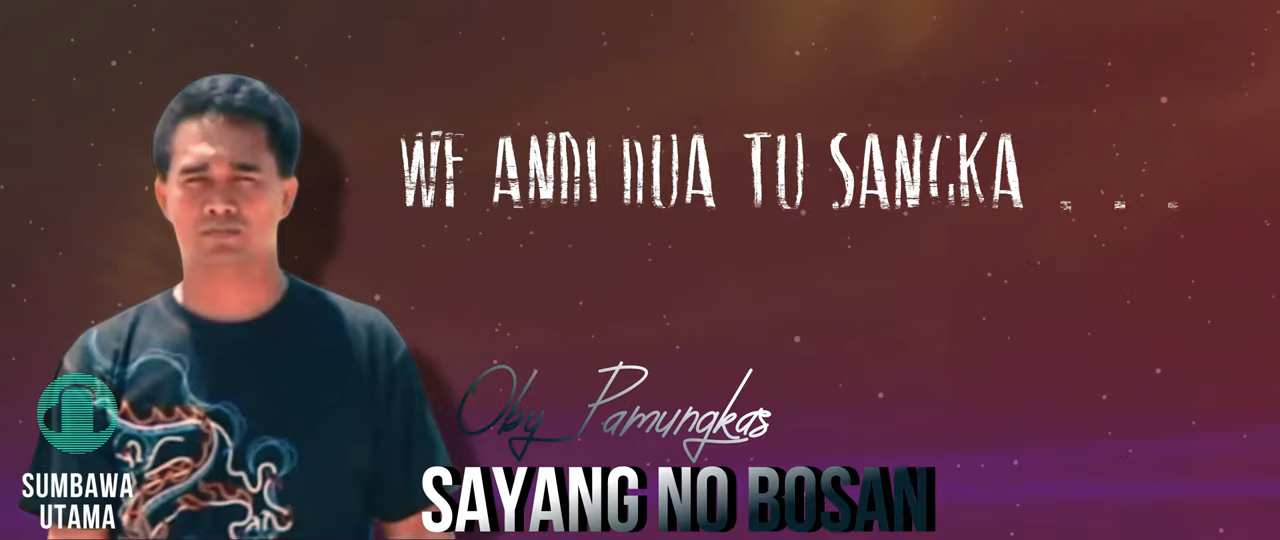 WE ANDI DUA TU SANGKA . . .
Oby Pamungkas
SAYANG NO BOSAN
SUMBAWA
UTAMA